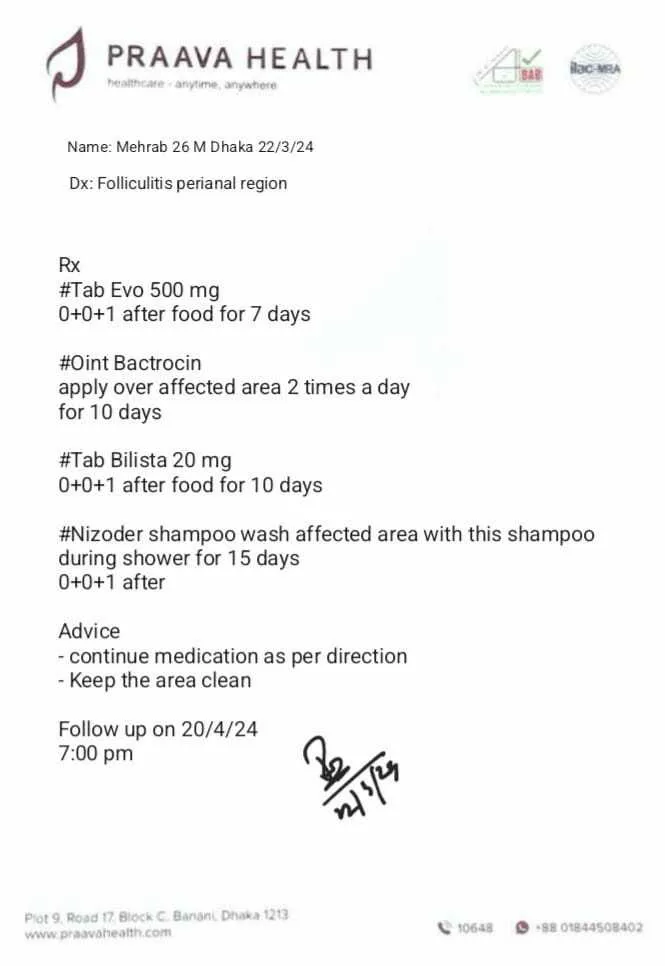 PRAAVA HEALTH
healthcare - anytime, anywhere
BAB
ilac-MRA
Name: Mehrab 26 M Dhaka 22/3/24
Dx: Folliculitis perianal region
Rx
#Tab Evo 500 mg
0+0+1 after food for 7 days
#Oint Bactrocin
apply over affected area 2 times a day
for 10 days
#Tab Bilista 20 mg
0+0+1 after food for 10 days
#Nizoder shampoo wash affected area with this shampoo
during shower for 15 days
0+0+1 after
Advice
- continue medication as per direction
- Keep the area clean
Follow up on 20/4/24
7:00 pm
22/3/24
Plot 9, Road 17, Block C, Banani, Dhaka 1213
www.praavahealth.com
10648
+88 01844508402